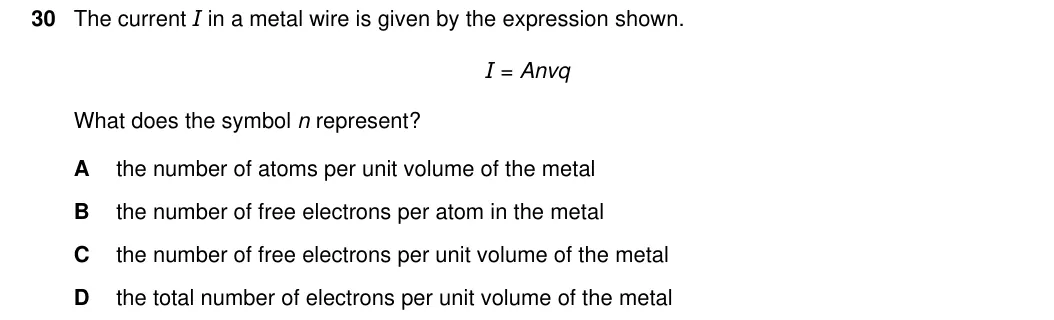 30 The current I in a metal wire is given by the expression shown.
I = Anvq
What does the symbol n represent?
A the number of atoms per unit volume of the metal
B the number of free electrons per atom in the metal
C the number of free electrons per unit volume of the metal
D the total number of electrons per unit volume of the metal